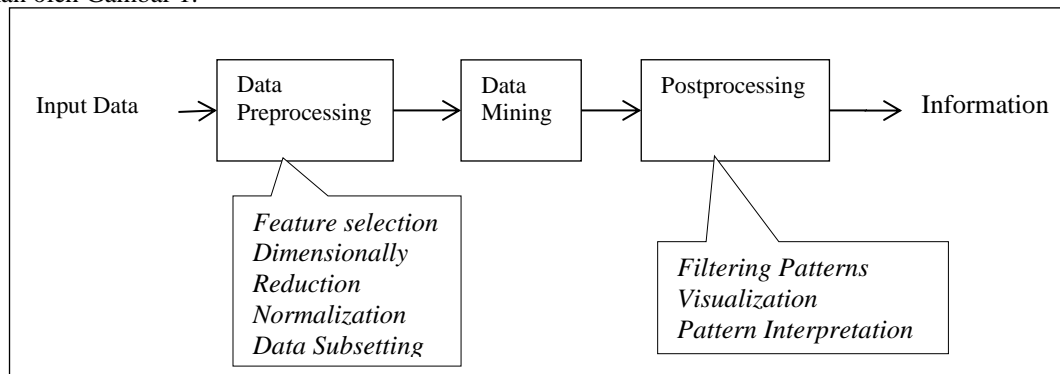 oleh Gambar 1.
Input Data
Data
Preprocessing
Data
Mining
Postprocessing
Information
Feature selection
Dimensionally
Reduction
Normalization
Data Subsetting
Filtering Patterns
Visualization
Pattern Interpretation